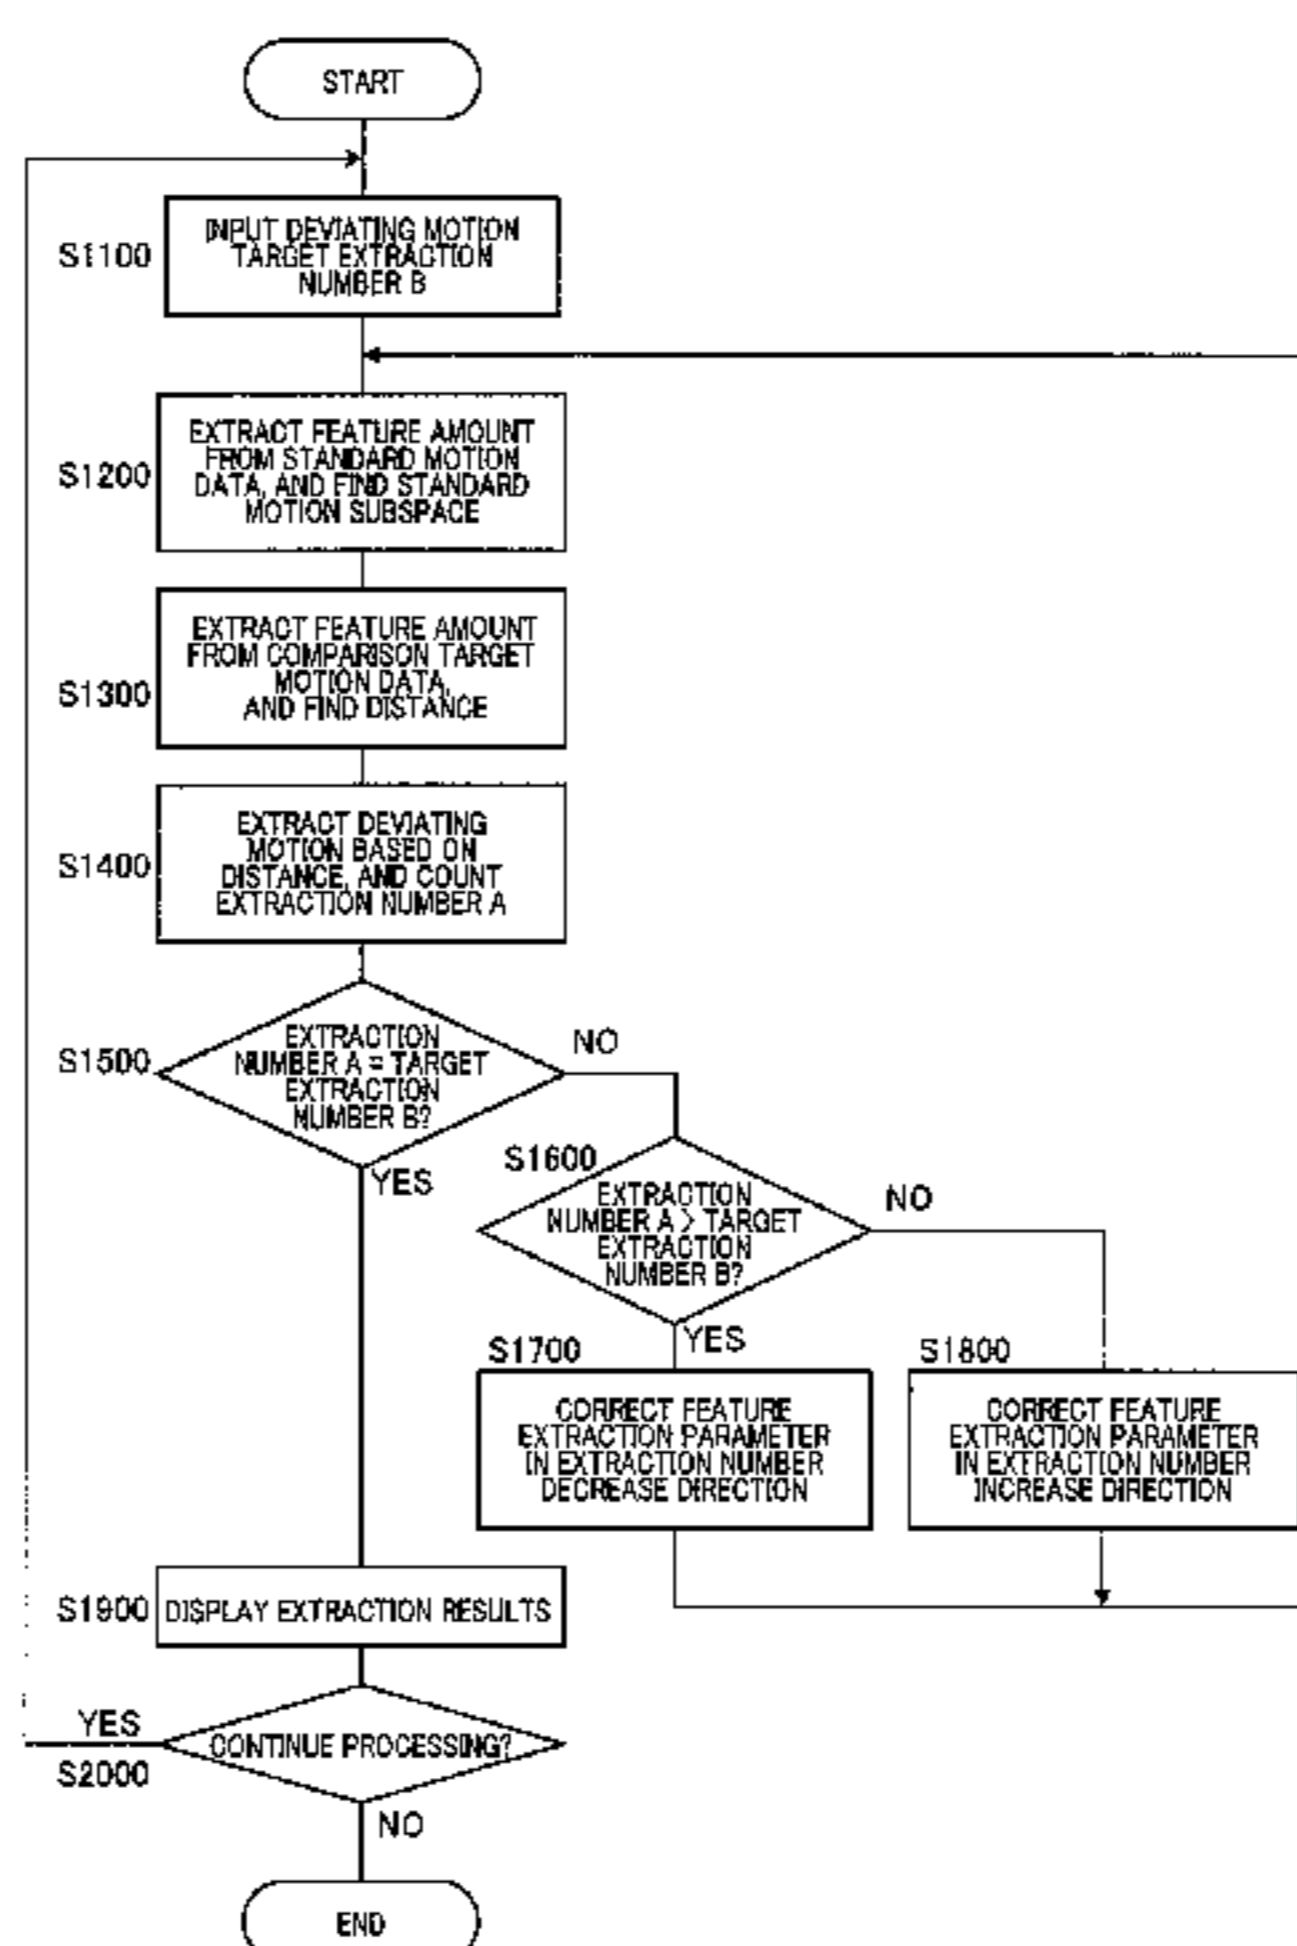 START
S1100
INPUT DEVIATING MOTION
TARGET EXTRACTION
NUMBER B
S1200
EXTRACT FEATURE AMOUNT
FROM STANDARD MOTION
DATA, AND FIND STANDARD
MOTION SUBSPACE
S1300
EXTRACT FEATURE AMOUNT
FROM COMPARISON TARGET
MOTION DATA,
AND FIND DISTANCE
S1400
EXTRACT DEVIATING
MOTION BASED ON
DISTANCE, AND COUNT
EXTRACTION NUMBER A
S1500
EXTRACTION
NUMBER A = TARGET
EXTRACTION
NUMBER B?
NO
YES
S1600
EXTRACTION
NUMBER A > TARGET
EXTRACTION
NUMBER B?
NO
YES
S1700
CORRECT FEATURE
EXTRACTION PARAMETER
IN EXTRACTION NUMBER
DECREASE DIRECTION
S1800
CORRECT FEATURE
EXTRACTION PARAMETER
IN EXTRACTION NUMBER
INCREASE DIRECTION
S1900
DISPLAY EXTRACTION RESULTS
YES
S2000
CONTINUE PROCESSING?
NO
END